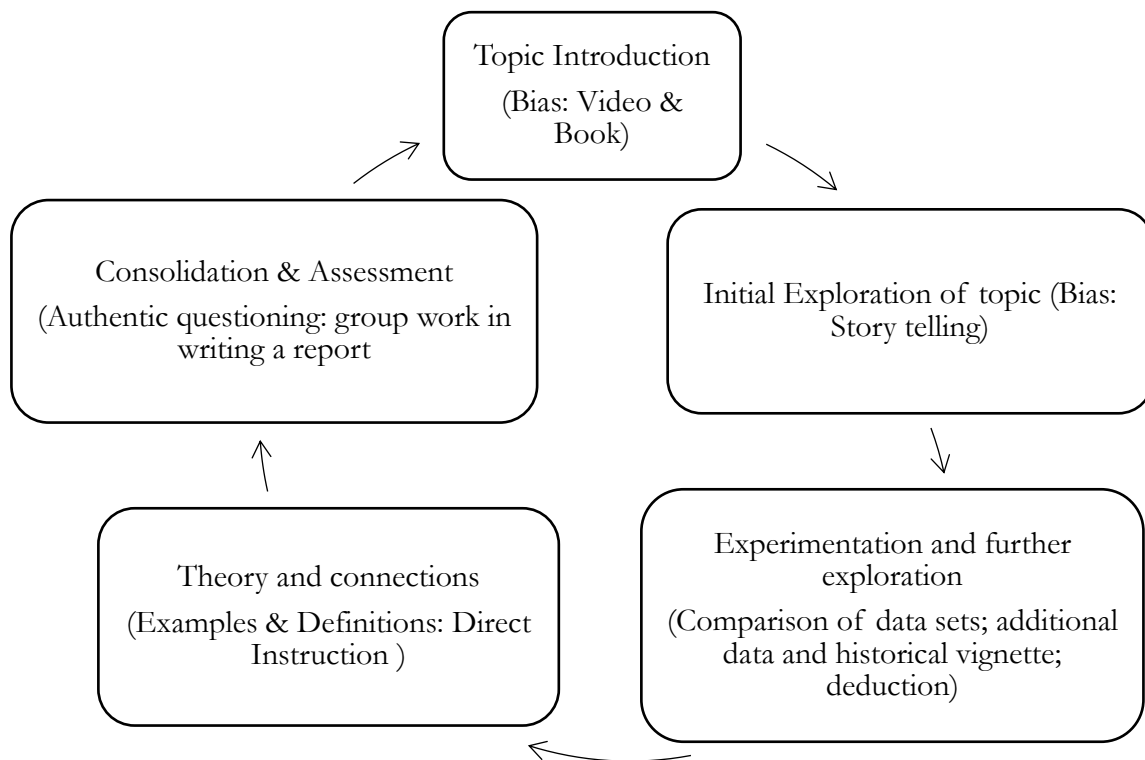 Topic Introduction
(Bias: Video &
Book)
Initial Exploration of topic (Bias:
Story telling)
Experimentation and further
exploration
(Comparison of data sets; additional
data and historical vignette;
deduction)
Theory and connections
(Examples & Definitions: Direct
Instruction )
Consolidation & Assessment
(Authentic questioning: group work in
writing a report